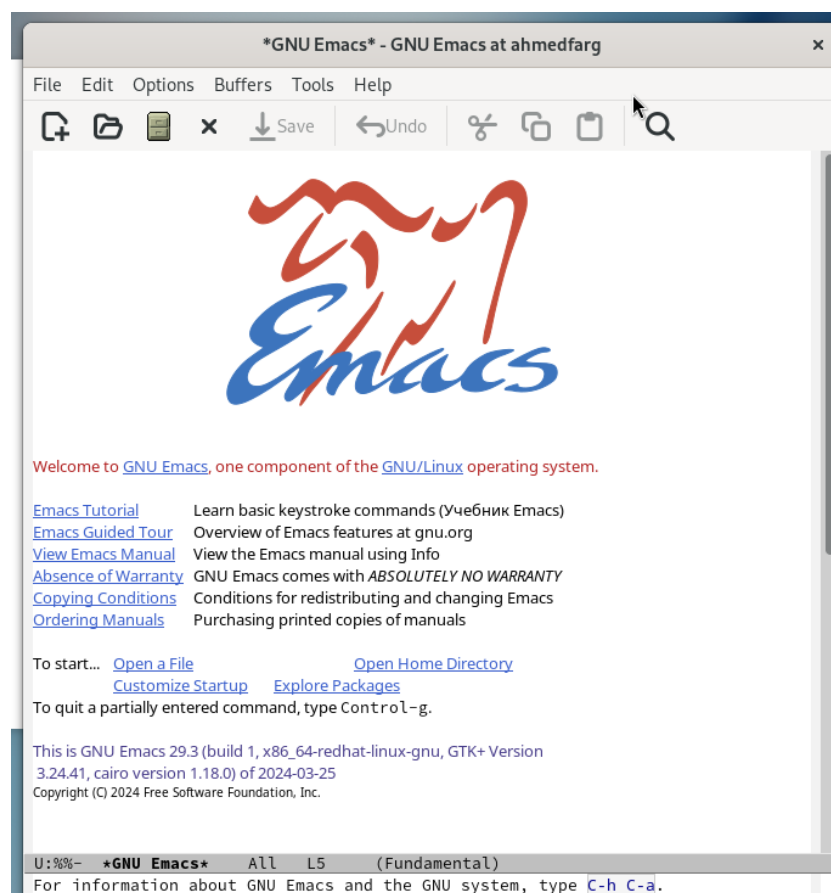 *GNU Emacs* - GNU Emacs at ahmedfarg ×
File Edit Options Buffers Tools Help
Save Undo
Emacs
Welcome to GNU Emacs, one component of the GNU/Linux operating system.
Emacs Tutorial Learn basic keystroke commands (Учебник Emacs)
Emacs Guided Tour Overview of Emacs features at gnu.org
View Emacs Manual View the Emacs manual using Info
Absence of Warranty GNU Emacs comes with ABSOLUTELY NO WARRANTY
Copying Conditions Conditions for redistributing and changing Emacs
Ordering Manuals Purchasing printed copies of manuals
To start... Open a File Open Home Directory
Customize Startup Explore Packages
To quit a partially entered command, type Control-g.
This is GNU Emacs 29.3 (build 1, x86_64-redhat-linux-gnu, GTK+ Version
3.24.41, cairo version 1.18.0) of 2024-03-25
Copyright (C) 2024 Free Software Foundation, Inc.
U:%%- *GNU Emacs* All L5 (Fundamental)
For information about GNU Emacs and the GNU system, type C-h C-a.